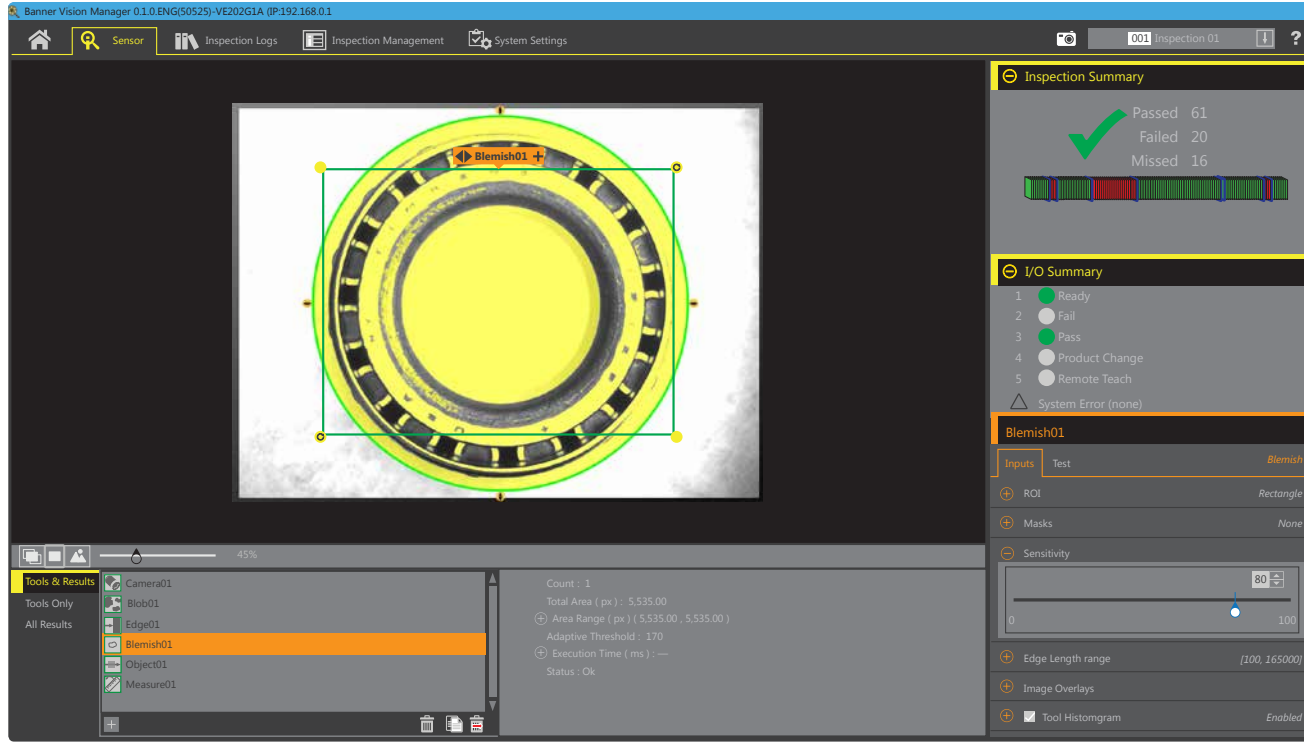 Banner Vision Manager 0.1.0.ENG(50525)-VE202G1A (IP:192.168.0.1
Sensor
Inspection Logs
Inspection Management
System Settings
001 Inspection 01
?
Blemish01
Inspection Summary
Passed 61
Failed 20
Missed 16
I/O Summary
1 Ready
2 Fail
3 Pass
4 Product Change
5 Remote Teach
System Error (none)
Blemish01
Inputs Test Blemish
ROI Rectangle
Masks None
Sensitivity
80
0 100
Edge Length range [100, 165000]
Image Overlays
Tool Histomgram Enabled
45%
Tools & Results
Tools Only
All Results
Camera01
Blob01
Edge01
Blemish01
Object01
Measure01
Count : 1
Total Area ( px ) : 5,535.00
Area Range ( px ) ( 5,535.00 , 5,535.00 )
Adaptive Threshold : 170
Execution Time ( ms ) : —
Status : Ok